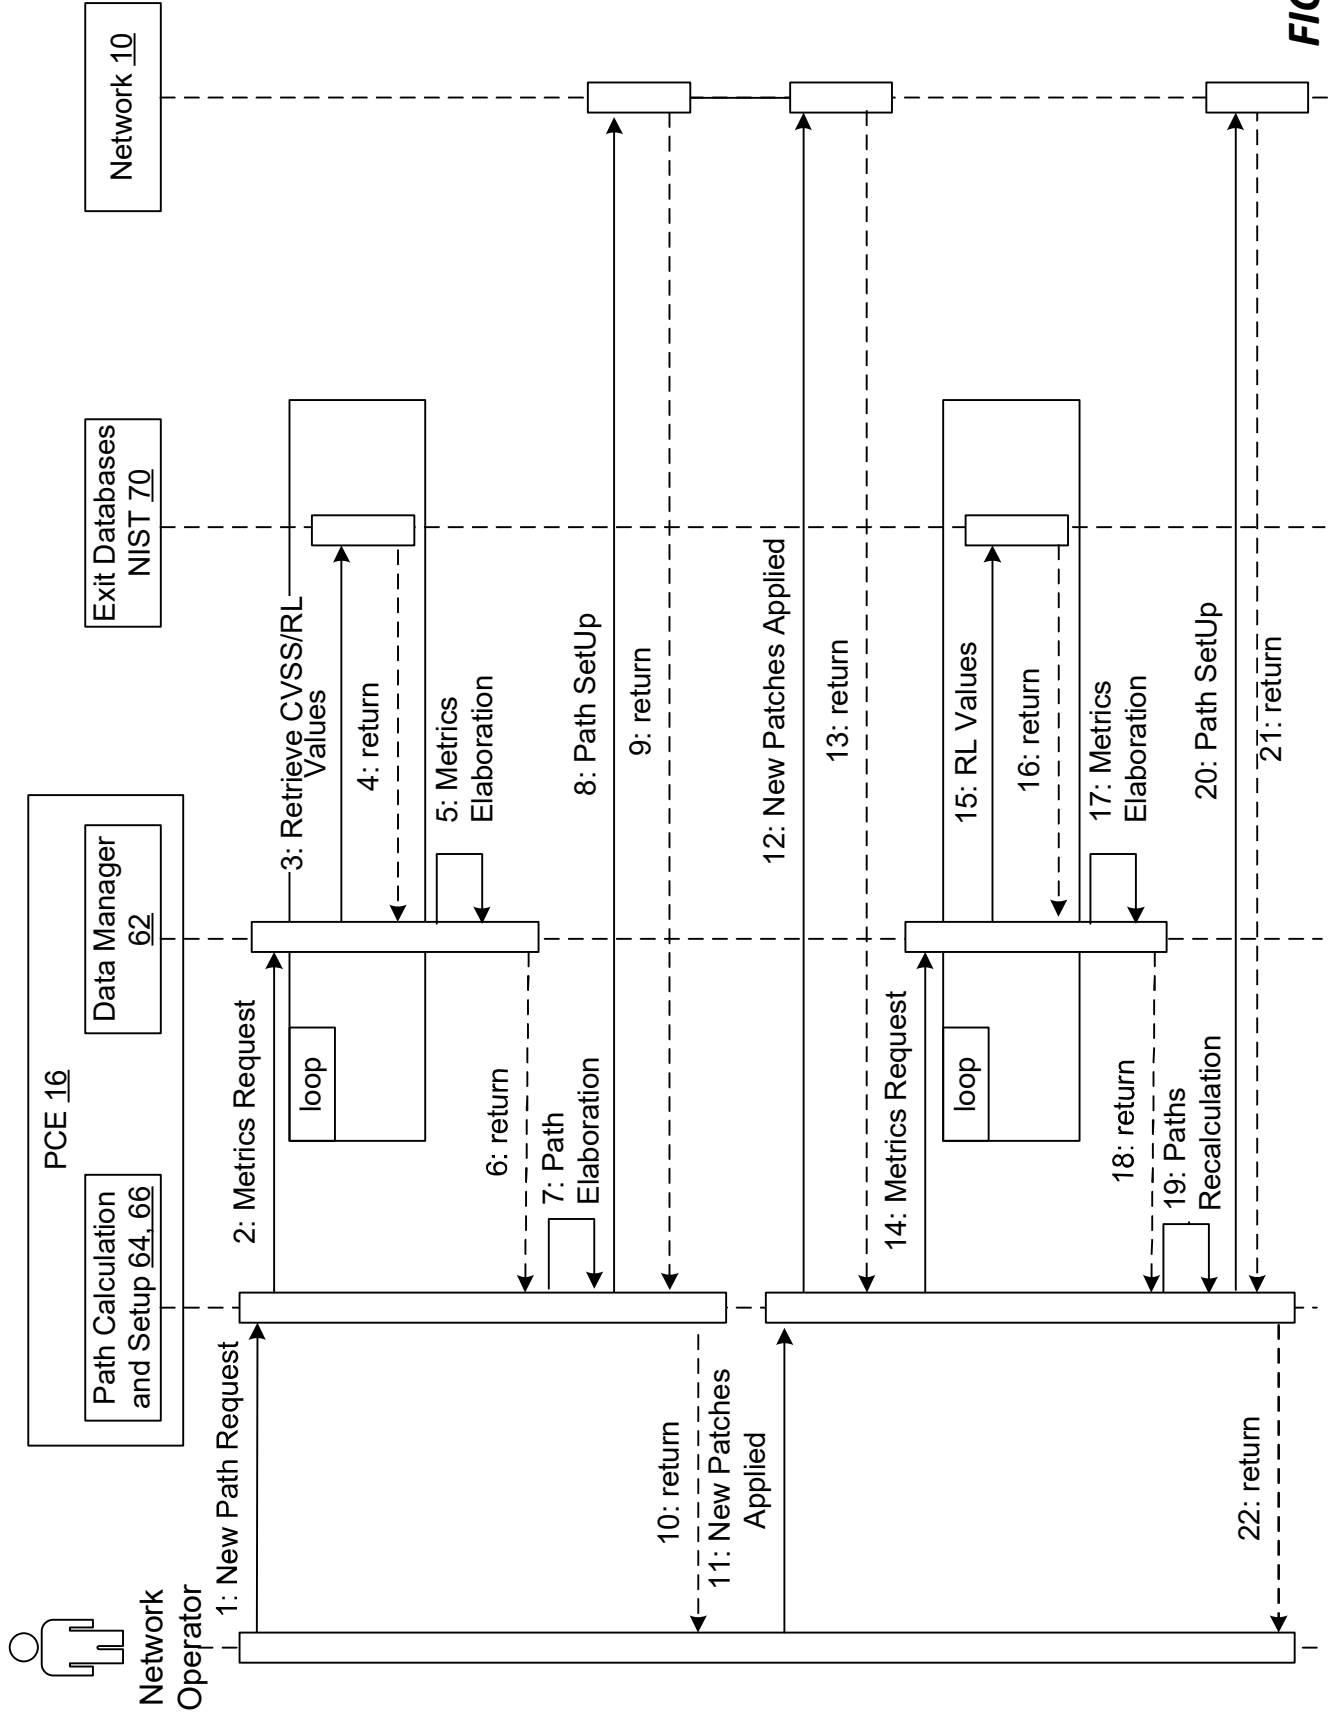 Network
Operator
PCE 16
Path Calculation
and Setup 64, 66
Data Manager
62
Exit Databases
NIST 70
Network 10
1: New Path Request
2: Metrics Request
loop
3: Retrieve CVSS/RL
Values
4: return
5: Metrics
Elaboration
6: return
7: Path
Elaboration
8: Path SetUp
9: return
10: return
11: New Patches
Applied
12: New Patches Applied
13: return
14: Metrics Request
loop
15: RL Values
16: return
17: Metrics
Elaboration
18: return
19: Paths
Recalculation
20: Path SetUp
21: return
22: return